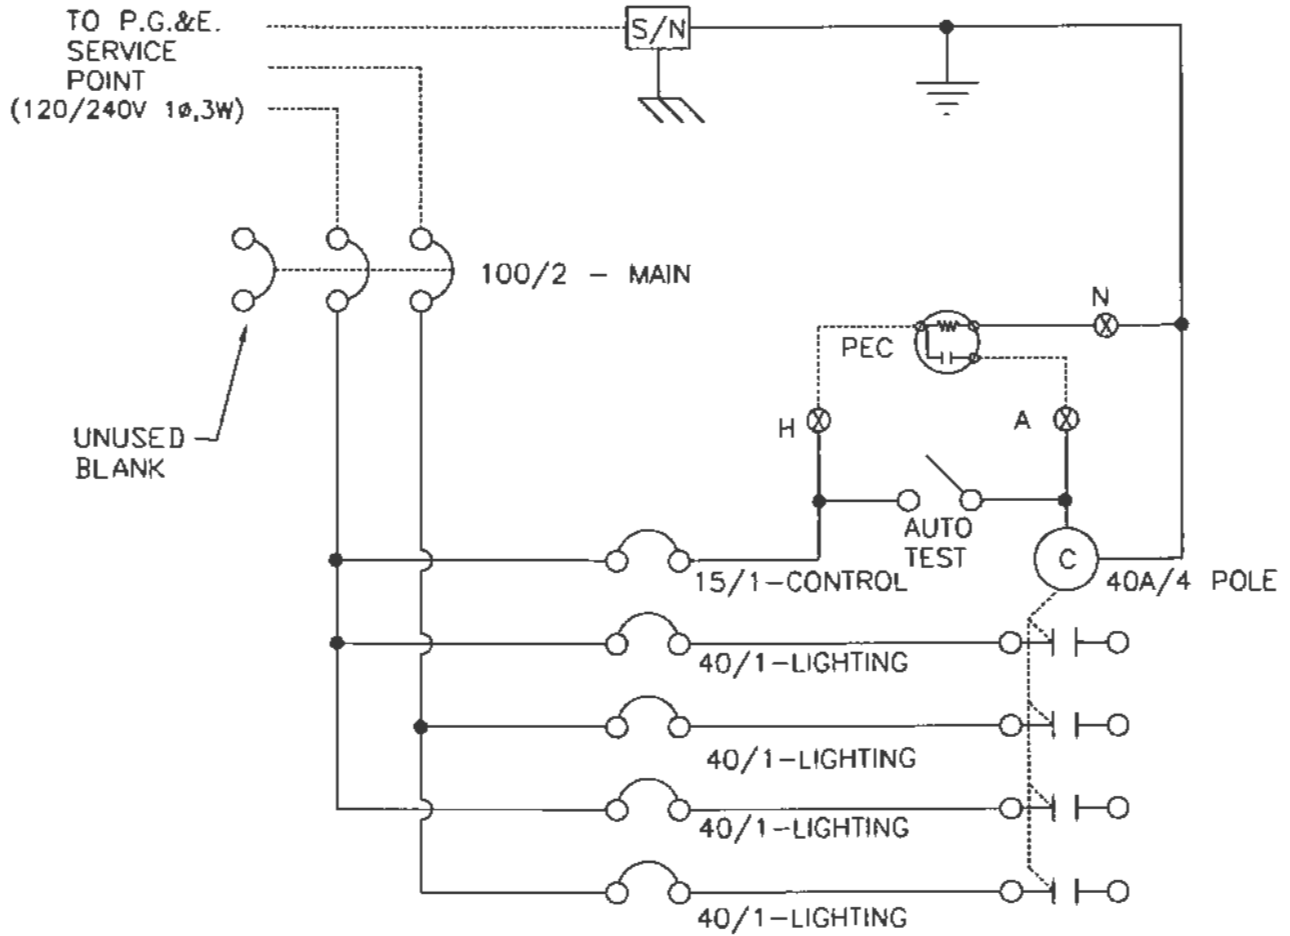 TO P.G.&E.
SERVICE
POINT
(120/240V 1ø,3W)
S/N
100/2 - MAIN
UNUSED
BLANK
PEC
N
H
A
AUTO
TEST
C
15/1-CONTROL
40A/4 POLE
40/1-LIGHTING
40/1-LIGHTING
40/1-LIGHTING
40/1-LIGHTING